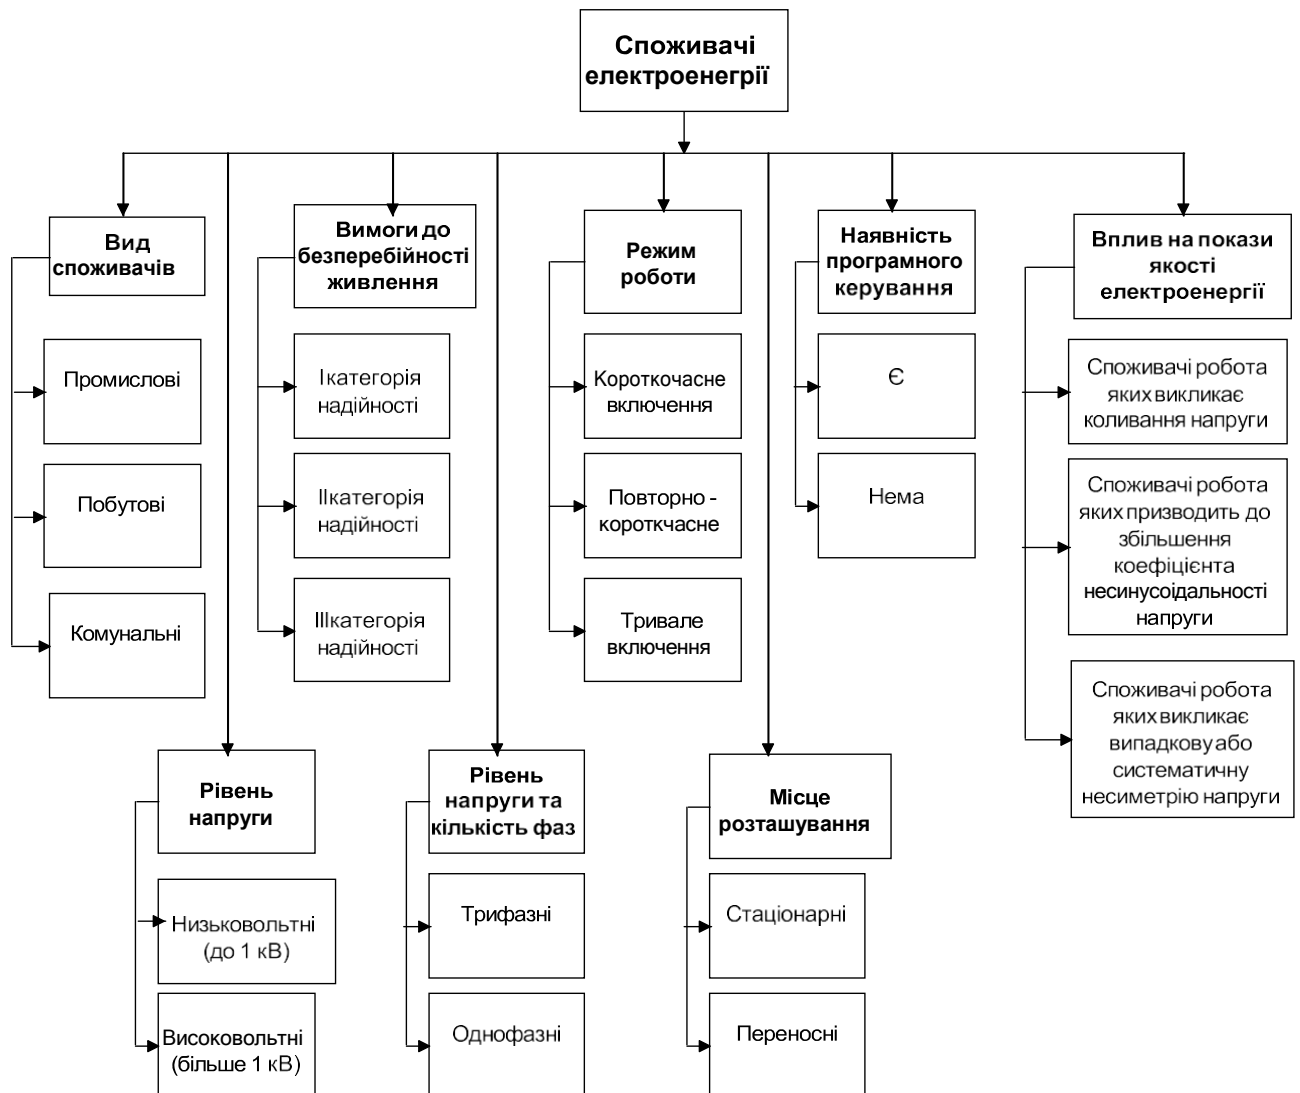 Споживачі
електроенегрії
Вид
споживачів
Промислові
Побутові
Комунальні
Вимоги до
безперебійності
живлення
Ікатегорія
надійності
ІІкатегорія
надійності
ІІІкатегорія
надійності
Режим
роботи
Короткочасне
включення
Повторно -
короткчасне
Тривале
включення
Наявність
програмного
керування
Є
Нема
Вплив на покази
якості
електроенергії
Споживачі робота
яких викликає
коливання напруги
Споживачі робота
яких призводить до
збільшення
коефіцієнта
несинусоідальності
напруги
Споживачі робота
яких викликає
випадкову або
систематичну
несиметрію напруги
Рівень
напруги
Низьковольтні
(до 1 кВ)
Високовольтні
(більше 1 кВ)
Рівень
напруги та
кількість фаз
Трифазні
Однофазні
Місце
розташування
Стаціонарні
Переносні